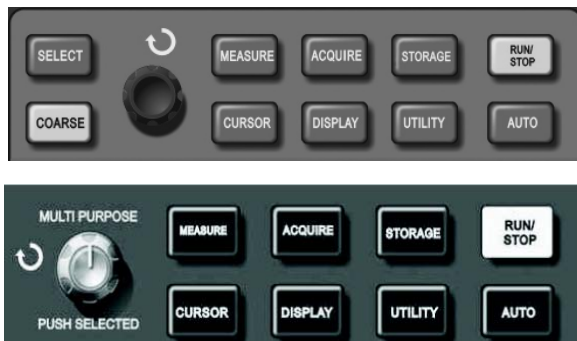 SELECT
MEASURE
ACQUIRE
STORAGE
RUN/
STOP
COARSE
CURSOR
DISPLAY
UTILITY
AUTO
MULTI PURPOSE
MEASURE
ACQUIRE
STORAGE
RUN/
STOP
PUSH SELECTED
CURSOR
DISPLAY
UTILITY
AUTO